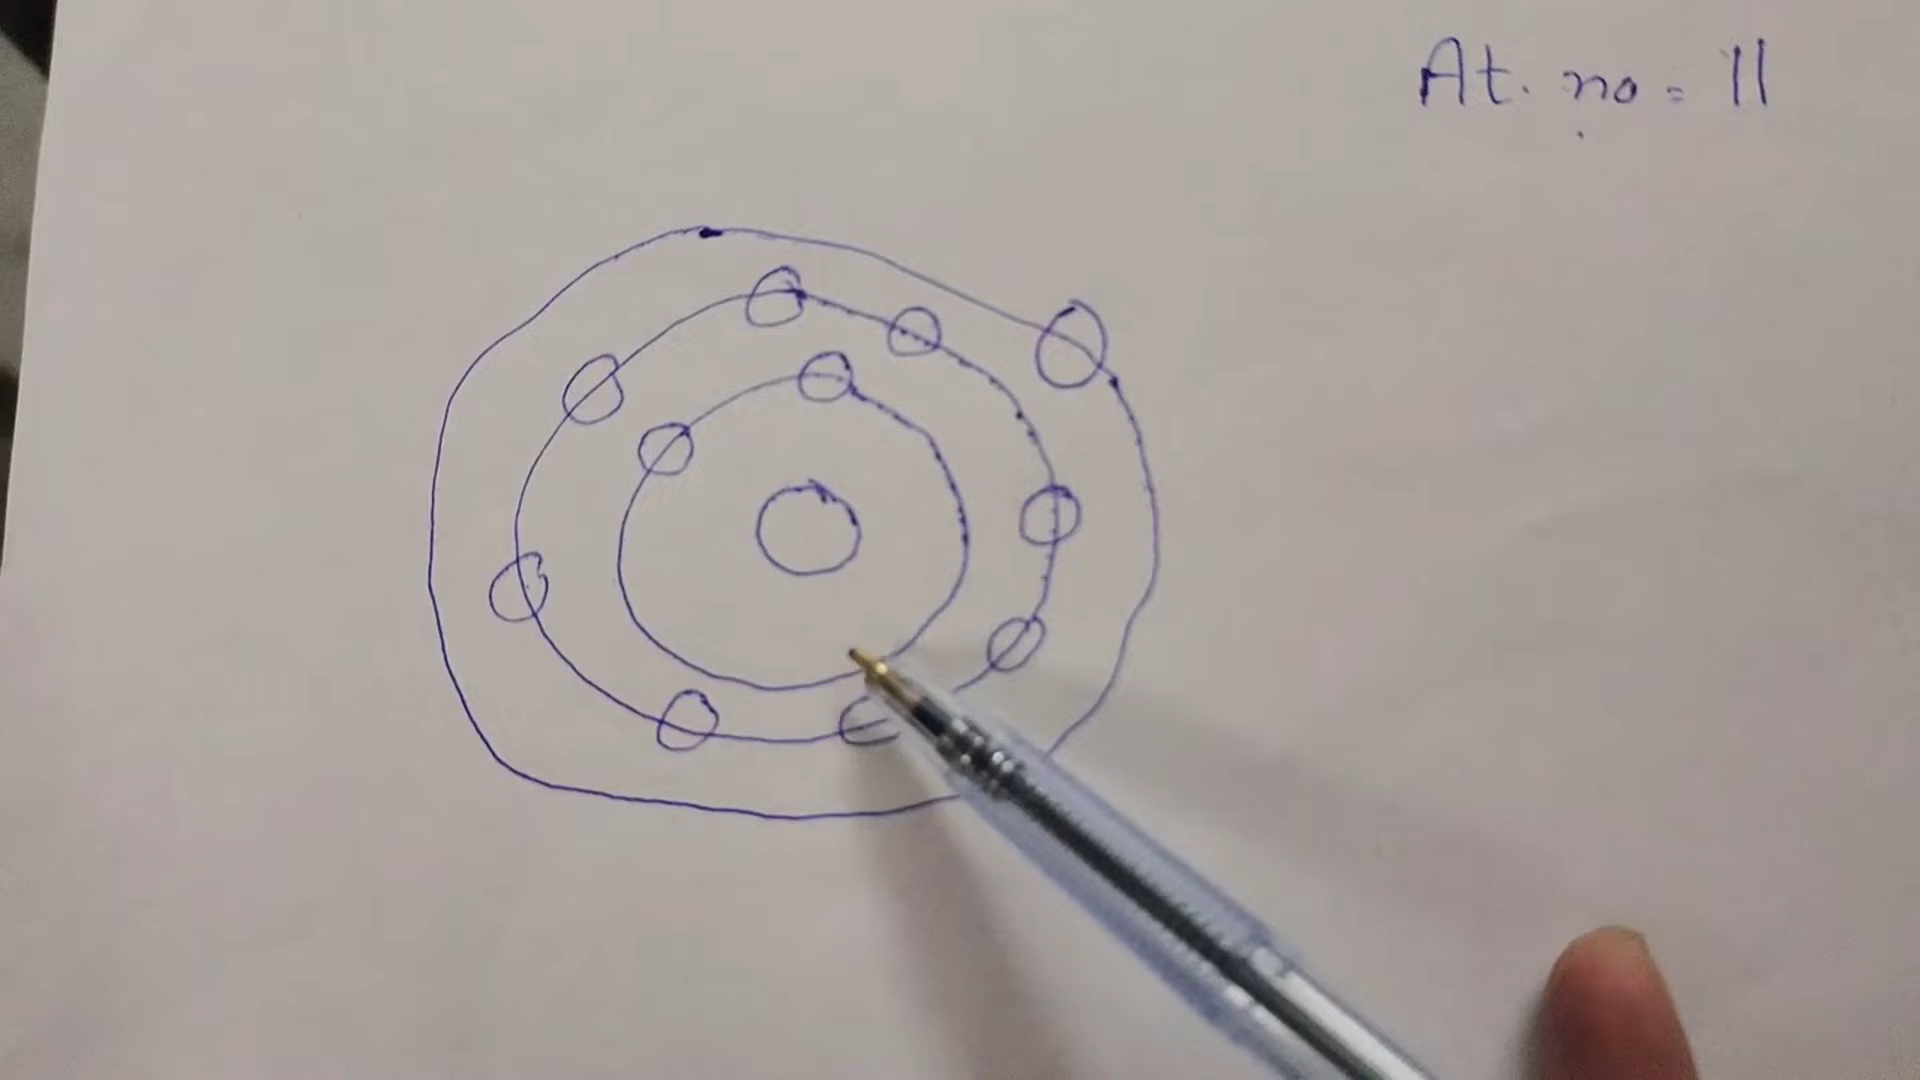 At. no = 11